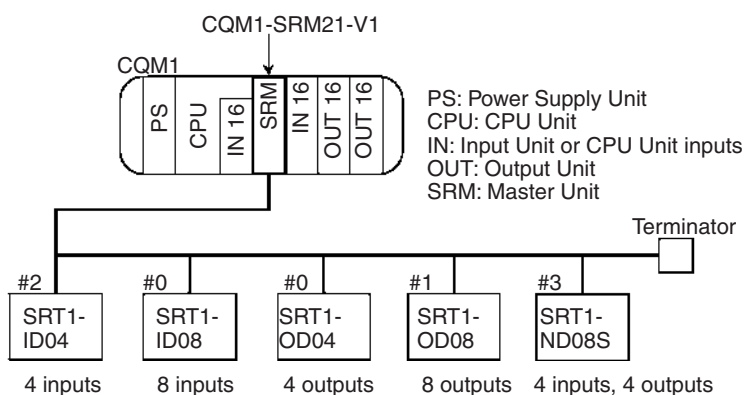 CQM1-SRM21-V1
CQM1
PS
CPU
IN 16
SRM
IN 16
OUT 16
OUT 16
PS: Power Supply Unit
CPU: CPU Unit
IN: Input Unit or CPU Unit inputs
OUT: Output Unit
SRM: Master Unit
Terminator
#2
#0
#0
#1
#3
SRT1-
ID04
SRT1-
ID08
SRT1-
OD04
SRT1-
OD08
SRT1-
ND08S
4 inputs
8 inputs
4 outputs
8 outputs
4 inputs, 4 outputs